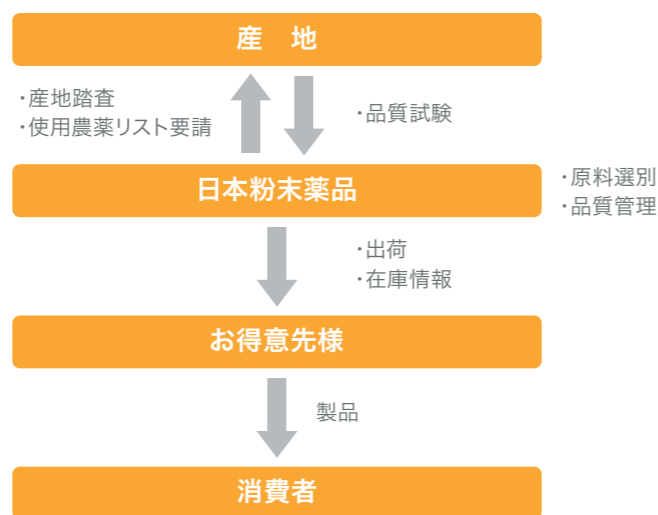 産　地
・産地踏査
・使用農薬リスト要請
・品質試験
日本粉末薬品
・原料選別
・品質管理
・出荷
・在庫情報
お得意先様
製品
消費者